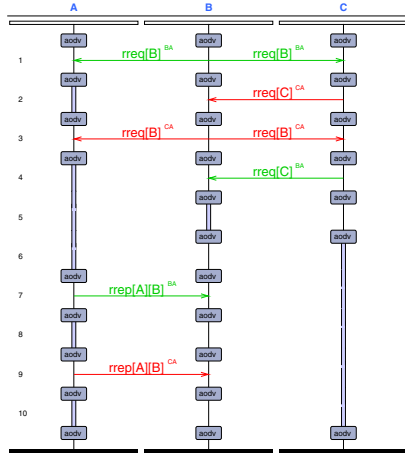 A B C
aodv aodv aodv
1 rreq[B] BA rreq[B] BA
aodv aodv aodv
2 rreq[C] CA
aodv aodv aodv
3 rreq[B] CA rreq[B] CA
aodv aodv aodv
4 rreq[C] BA
aodv
5
aodv aodv
6
aodv aodv
7 rrep[A][B] BA
aodv aodv
8
aodv aodv
9 rrep[A][B] CA
aodv aodv
10
aodv aodv aodv